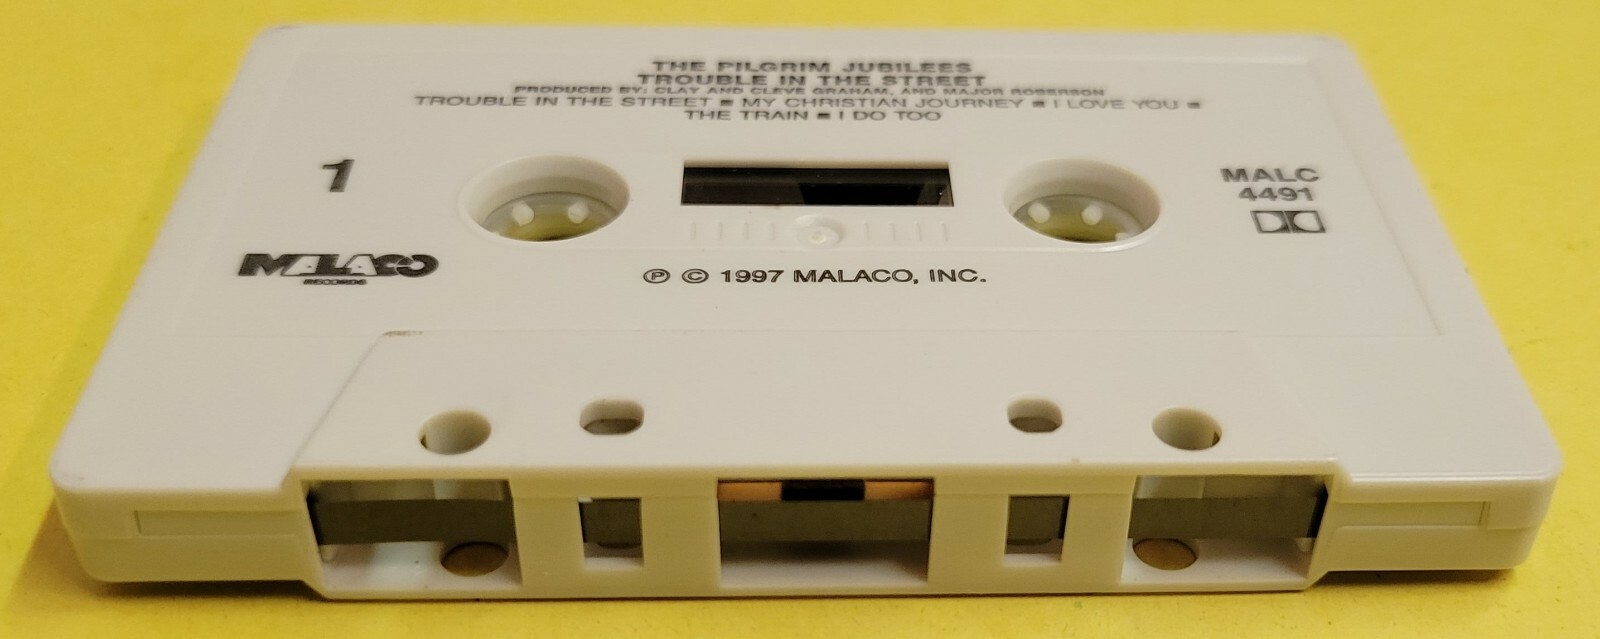 THE PILGRIM JUBILEES
TROUBLE IN THE STREET
PRODUCED BY: CLAY AND CLEVE GRAHAM, AND MAJOR ROBERSON
TROUBLE IN THE STREET ■ MY CHRISTIAN JOURNEY ■ I LOVE YOU ■
THE TRAIN ■ I DO TOO
1
MALC
4491
MALACO
RECORDS
℗ © 1997 MALACO, INC.